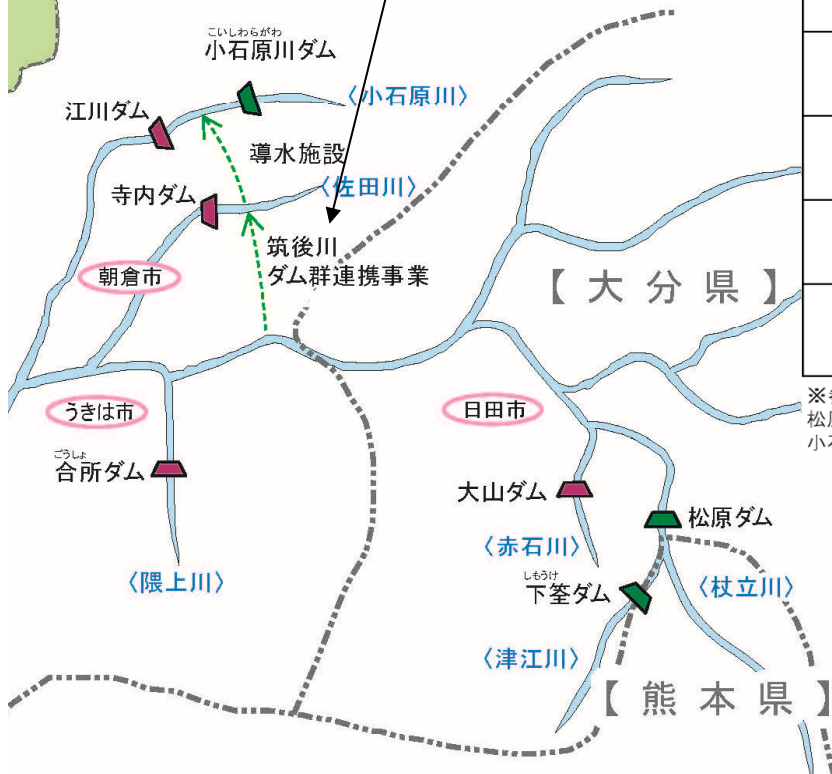 こいしわらがわ
小石原川ダム
〈小石原川〉
江川ダム
導水施設
寺内ダム
〈佐田川〉
筑後川
ダム群連携事業
朝倉市
【大分県】
うきは市
日田市
※
松
小
ごうしょ
合所ダム
大山ダム
松原ダム
〈赤石川〉
〈隈上川〉
しもうけ
下筌ダム
〈杖立川〉
〈津江川〉
【熊本県】